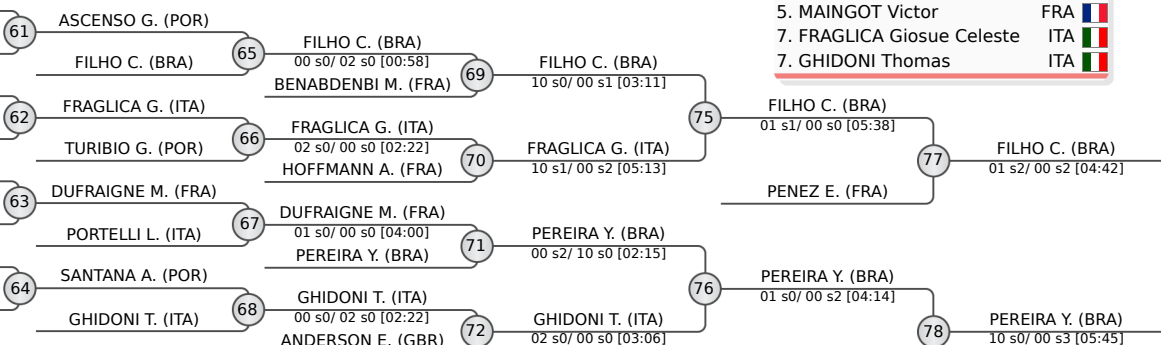 5. MAINGOT Victor FRA
7. FRAGLICA Giosue Celeste ITA
7. GHIDONI Thomas ITA
61
ASCENSO G. (POR)
FILHO C. (BRA)
62
FRAGLICA G. (ITA)
TURIBIO G. (POR)
63
DUFRAIGNE M. (FRA)
PORTELLI L. (ITA)
64
SANTANA A. (POR)
GHIDONI T. (ITA)
65
FILHO C. (BRA)
00 s0/ 02 s0 [00:58]
BENABDENBI M. (FRA)
66
FRAGLICA G. (ITA)
02 s0/ 00 s0 [02:22]
HOFFMANN A. (FRA)
67
DUFRAIGNE M. (FRA)
01 s0/ 00 s0 [04:00]
PEREIRA Y. (BRA)
68
GHIDONI T. (ITA)
00 s0/ 02 s0 [02:22]
ANDERSON E. (GBR)
69
FILHO C. (BRA)
10 s0/ 00 s1 [03:11]
70
FRAGLICA G. (ITA)
10 s1/ 00 s2 [05:13]
71
PEREIRA Y. (BRA)
00 s2/ 10 s0 [02:15]
72
GHIDONI T. (ITA)
02 s0/ 00 s0 [03:06]
75
FILHO C. (BRA)
01 s1/ 00 s0 [05:38]
PENEZ E. (FRA)
76
PEREIRA Y. (BRA)
01 s0/ 00 s2 [04:14]
77
FILHO C. (BRA)
01 s2/ 00 s2 [04:42]
78
PEREIRA Y. (BRA)
10 s0/ 00 s3 [05:45]